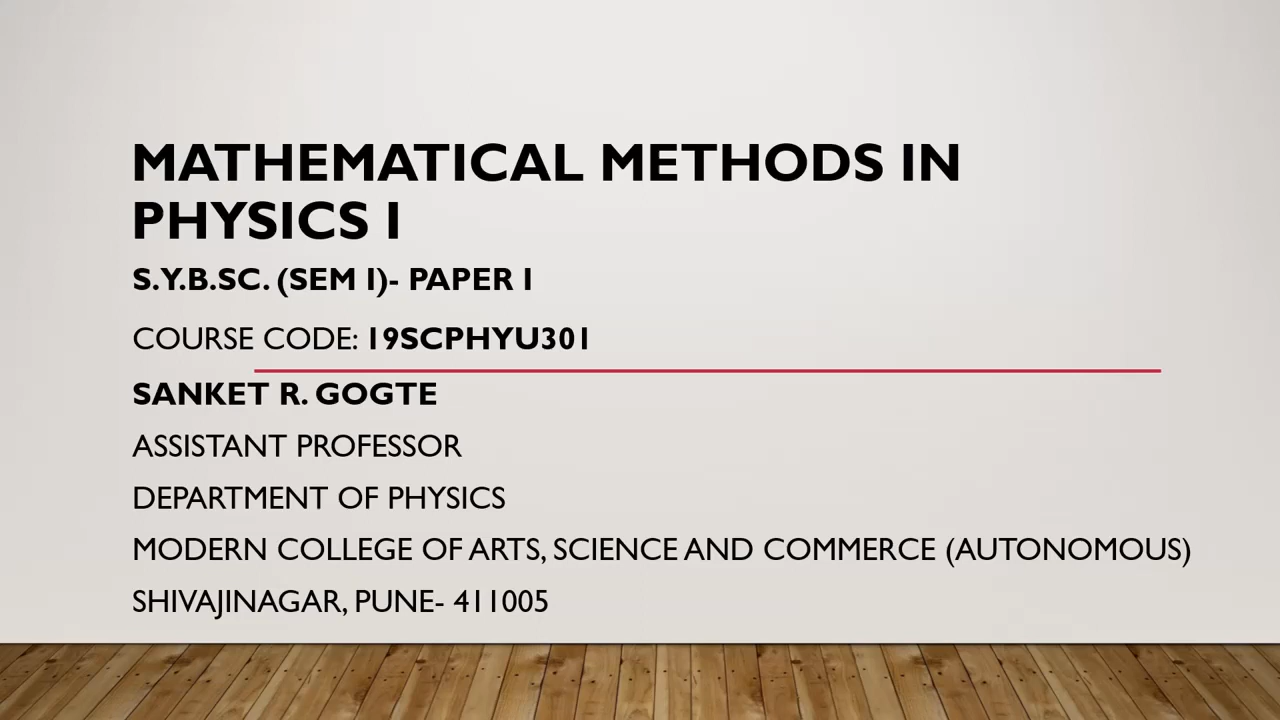 MATHEMATICAL METHODS IN
PHYSICS I
S.Y.B.SC. (SEM I)- PAPER I
COURSE CODE: 19SCPHYU301
SANKET R. GOGTE
ASSISTANT PROFESSOR
DEPARTMENT OF PHYSICS
MODERN COLLEGE OF ARTS, SCIENCE AND COMMERCE (AUTONOMOUS)
SHIVAJINAGAR, PUNE- 411005